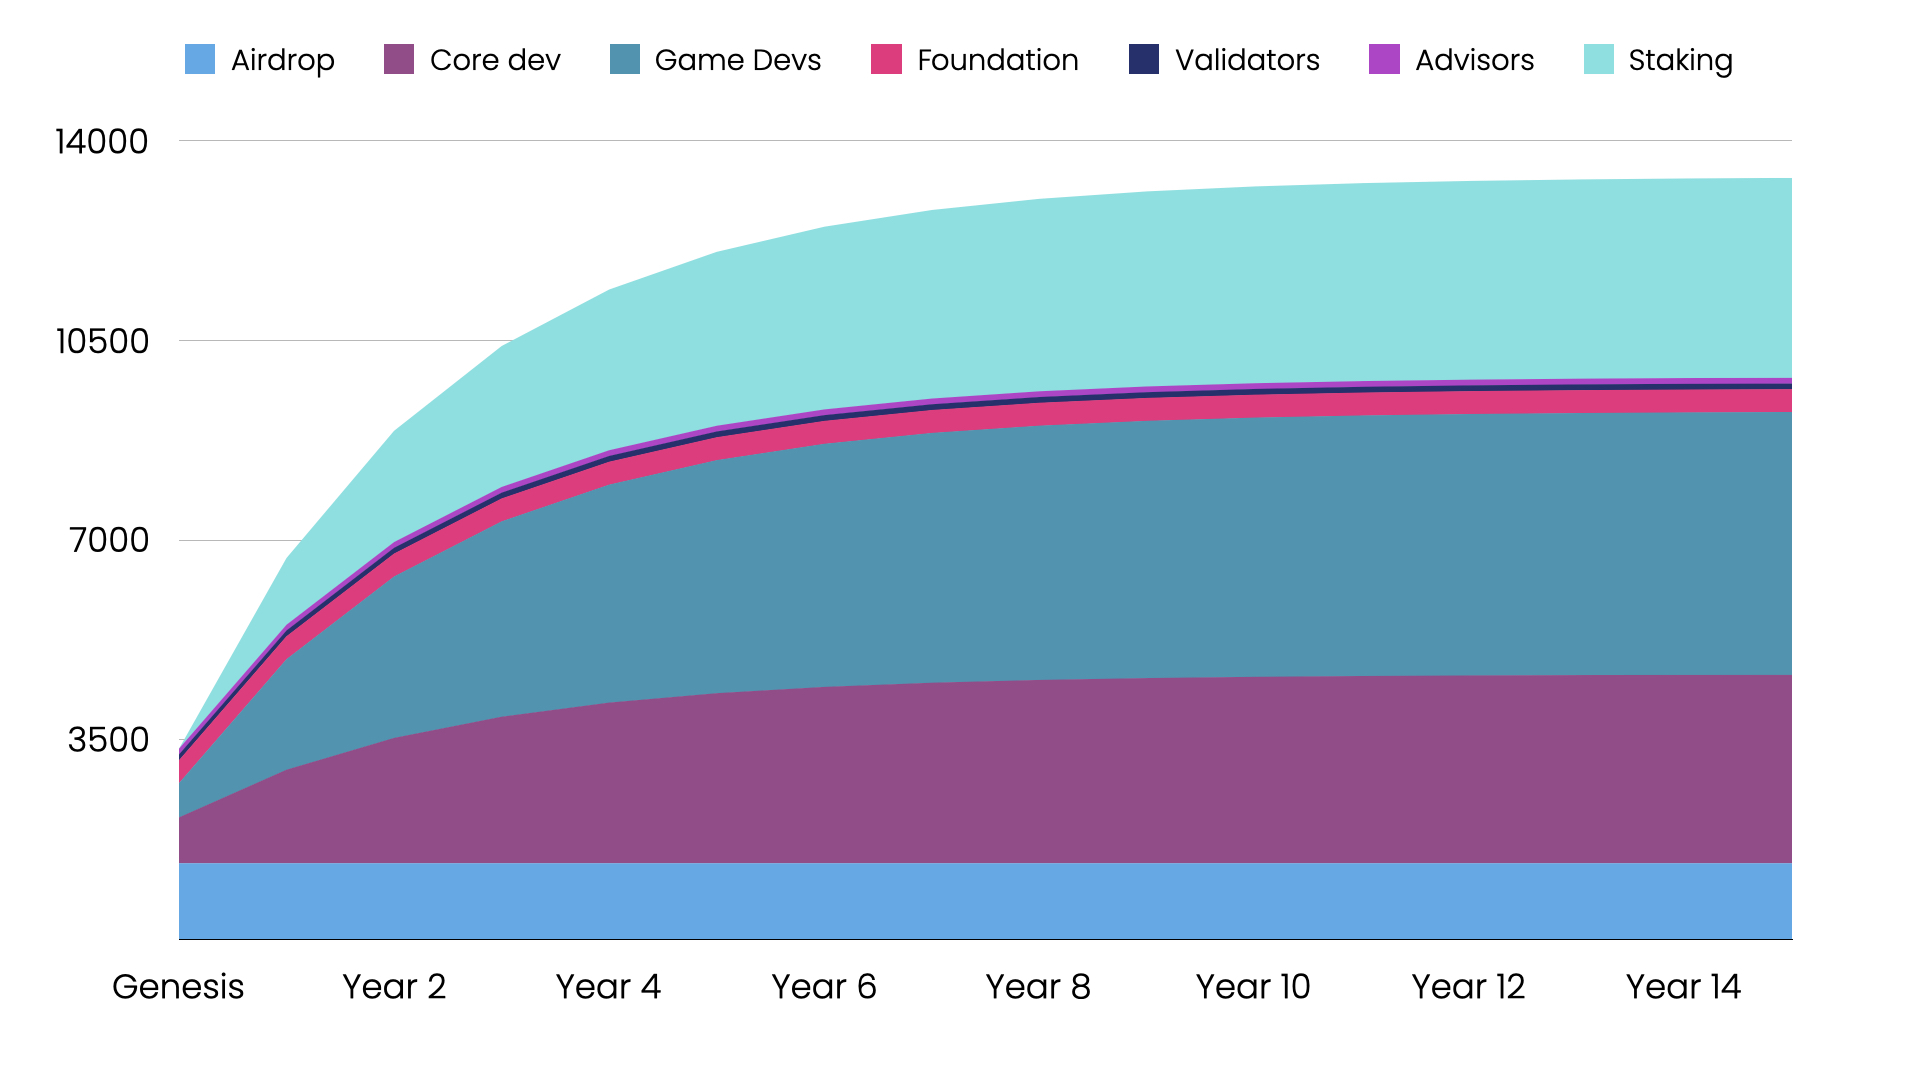 Airdrop Core dev Game Devs Foundation Validators Advisors Staking
14000
10500
7000
3500
Genesis Year 2 Year 4 Year 6 Year 8 Year 10 Year 12 Year 14